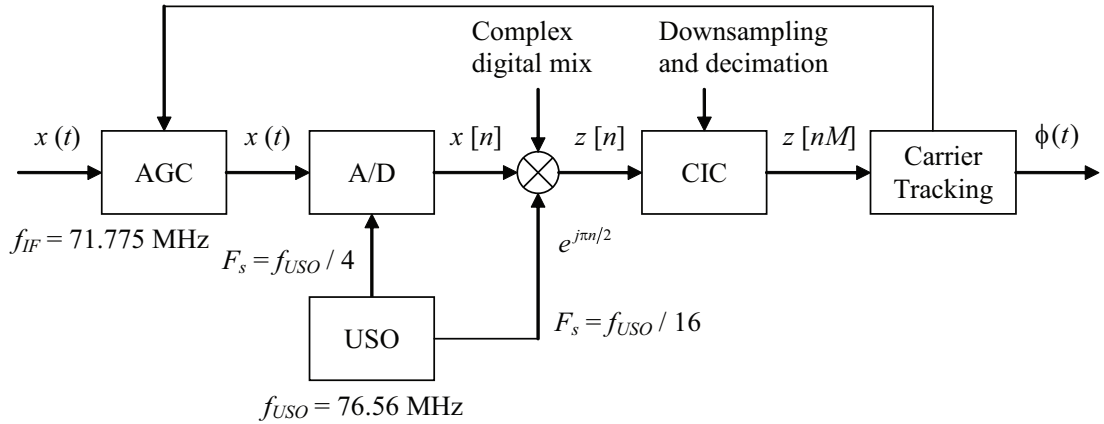 Complex
digital mix
Downsampling
and decimation
x (t)
AGC
x (t)
A/D
x [n]
z [n]
CIC
z [nM]
Carrier
Tracking
ϕ(t)
f_IF = 71.775 MHz
F_s = f_USO / 4
e^{jπn/2}
USO
F_s = f_USO / 16
f_USO = 76.56 MHz